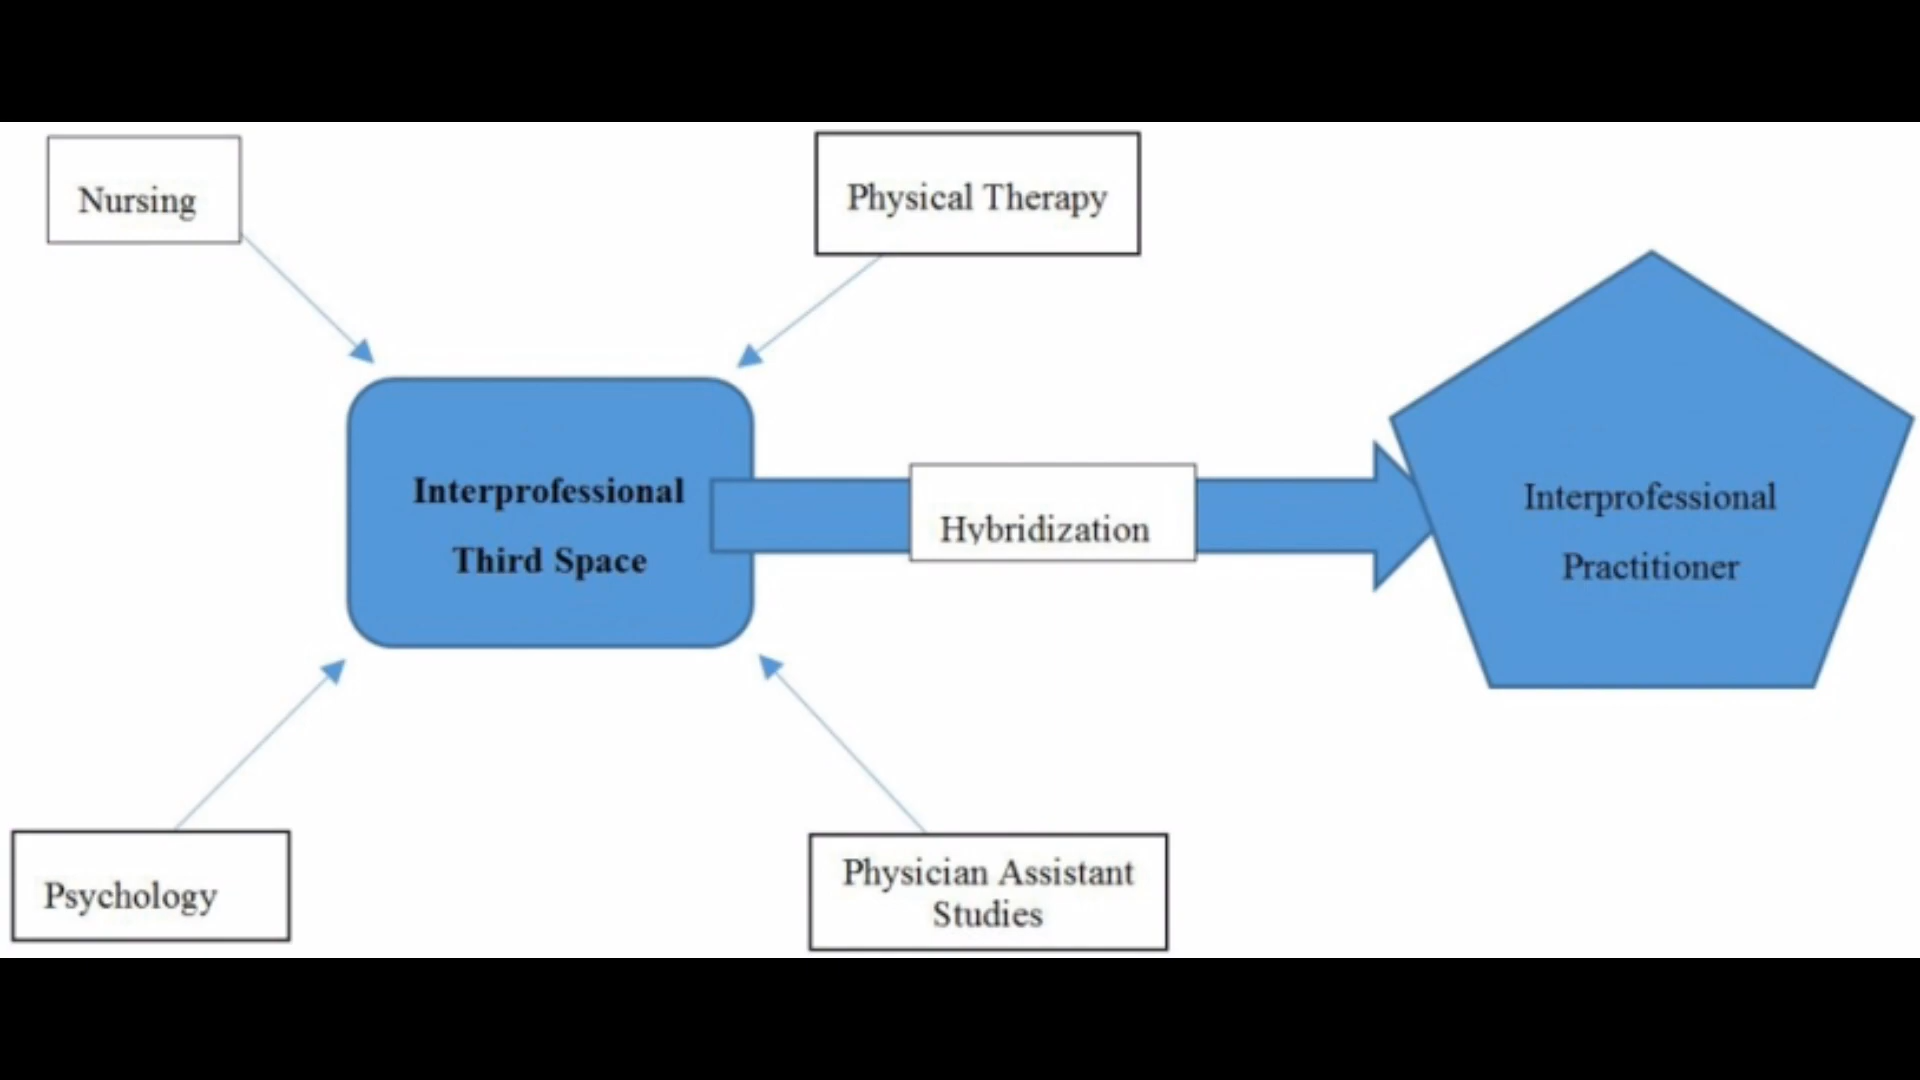 Nursing
Physical Therapy
Interprofessional
Third Space
Hybridization
Interprofessional
Practitioner
Psychology
Physician Assistant
Studies